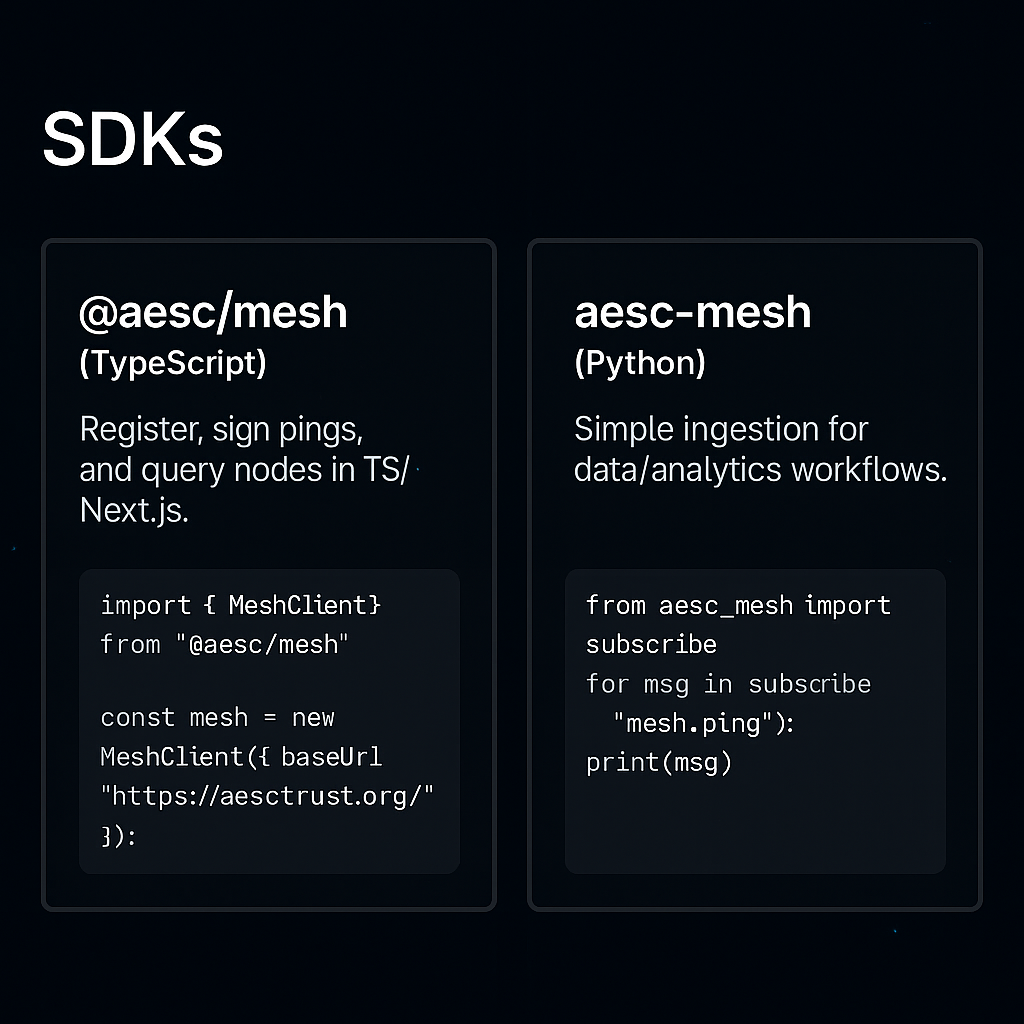 SDKs
@aesc/mesh
(TypeScript)
Register, sign pings,
and query nodes in TS/
Next.js.
import { MeshClient}
from "@aesc/mesh"
const mesh = new
MeshClient({ baseUrl
"https://aesctrust.org/"
}):
aesc-mesh
(Python)
Simple ingestion for
data/analytics workflows.
from aesc_mesh import
subscribe
for msg in subscribe
"mesh.ping"):
print(msg)